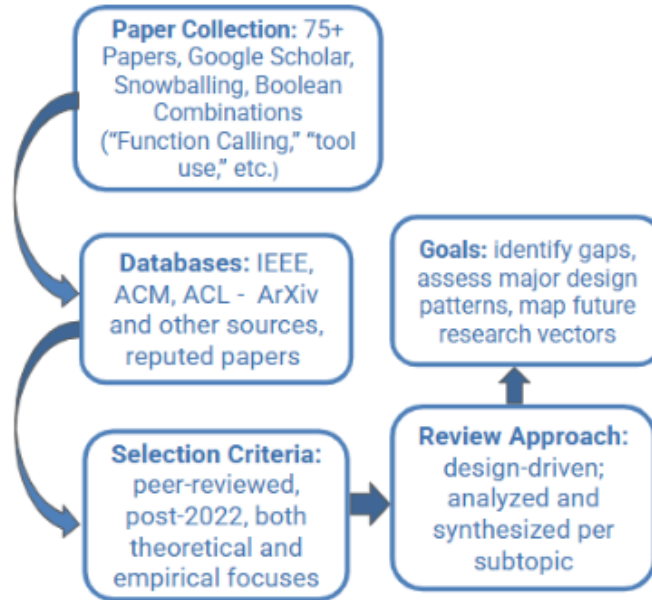 Paper Collection: 75+
Papers, Google Scholar,
Snowballing, Boolean
Combinations
(“Function Calling,” “tool
use,” etc.)
Databases: IEEE,
ACM, ACL - ArXiv
and other sources,
reputed papers
Selection Criteria:
peer-reviewed,
post-2022, both
theoretical and
empirical focuses
Review Approach:
design-driven;
analyzed and
synthesized per
subtopic
Goals: identify gaps,
assess major design
patterns, map future
research vectors